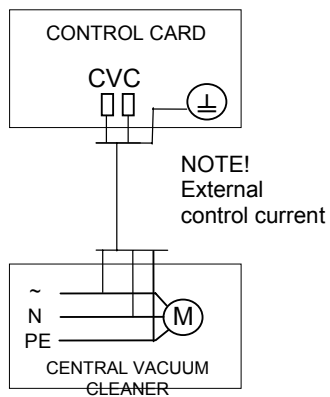 CONTROL CARD
CVC
NOTE!
External
control current
~
N
M
PE
CENTRAL VACUUM
CLEANER